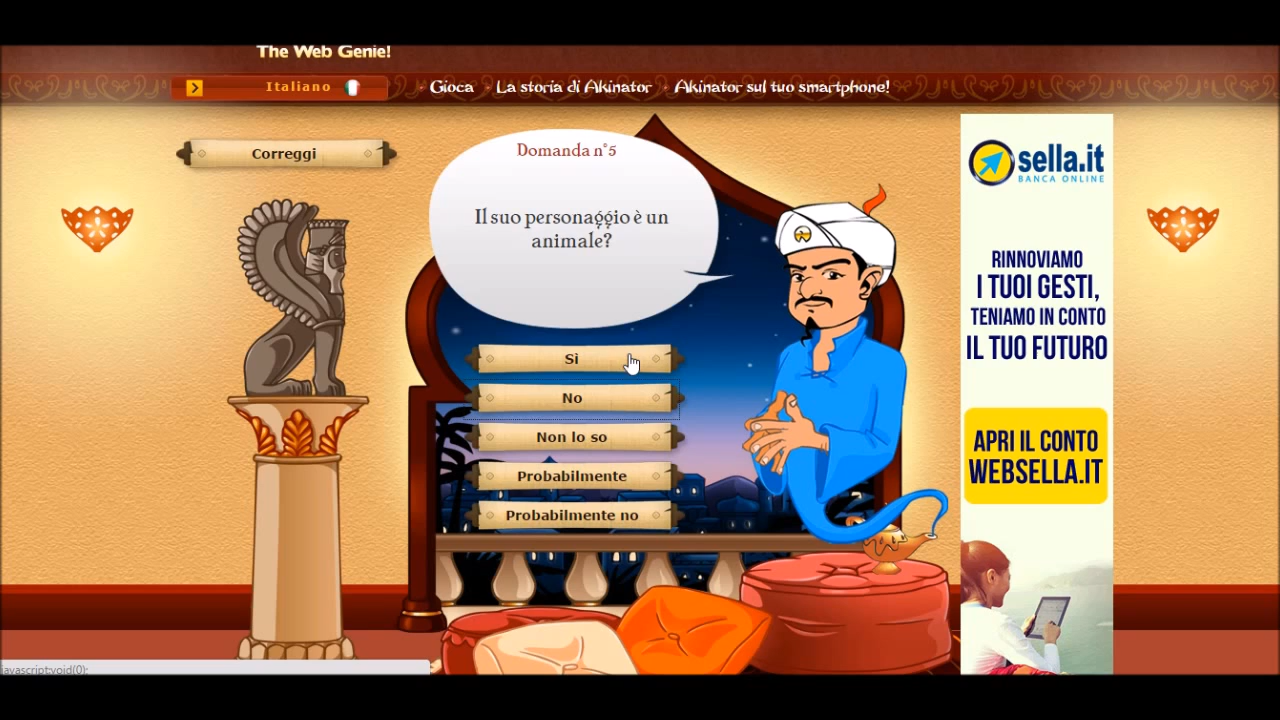 The Web Genie!
Italiano
Gioca
La storia di Akinator
Akinator sul tuo smartphone!
Correggi
Domanda n°5
Il suo personaggio è un
animale?
Sì
No
Non lo so
Probabilmente
Probabilmente no
sella.it
BANCA ONLINE
RINNOVIAMO
I TUOI GESTI,
TENIAMO IN CONTO
IL TUO FUTURO
APRI IL CONTO
WEBSELLA.IT
javascript:void(0);